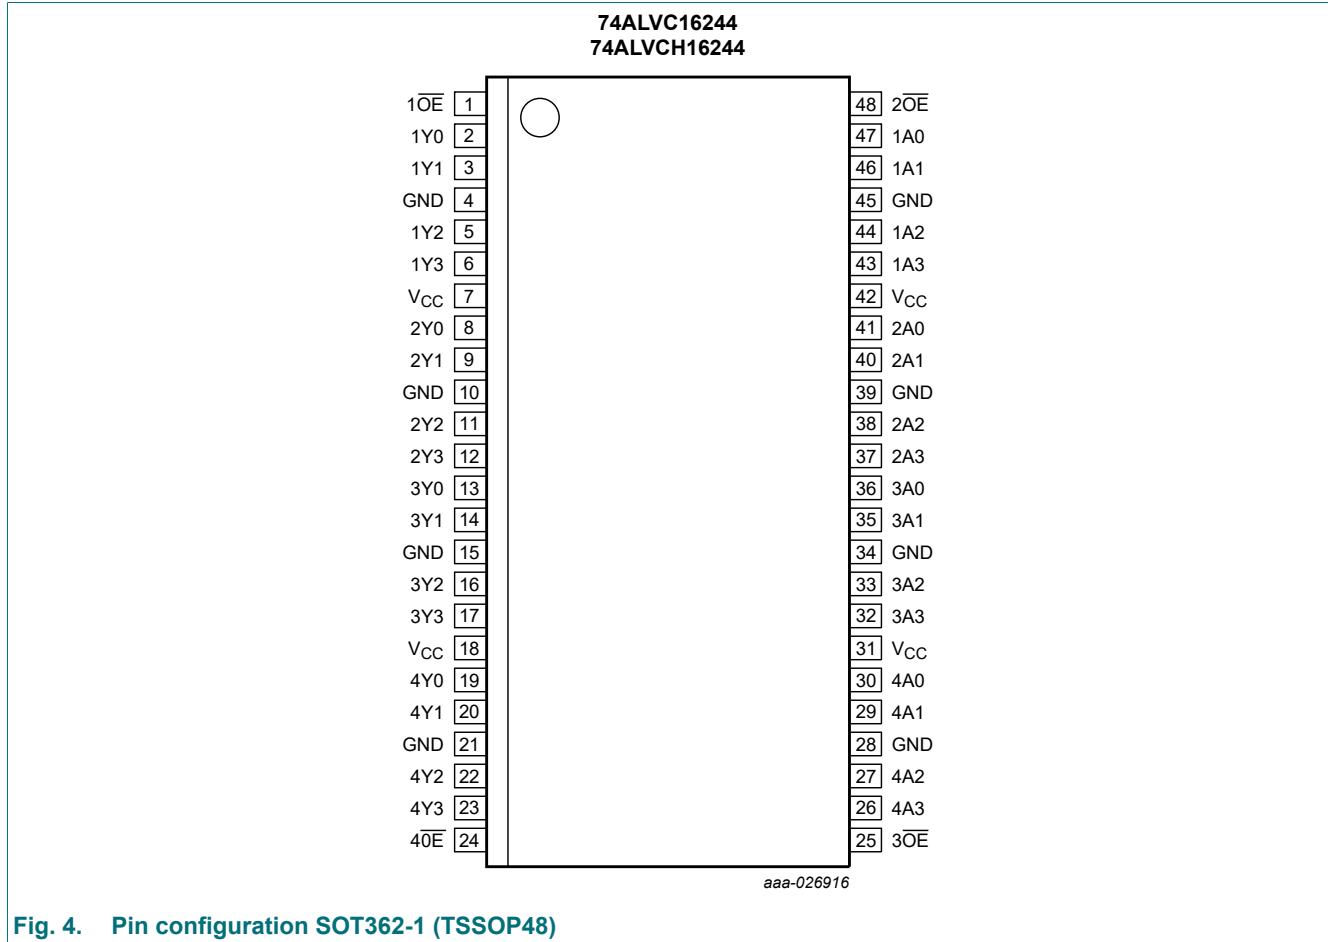 74ALVC16244
74ALVCH16244
1O̅E̅ 1 48 2O̅E̅
1Y0 2 47 1A0
1Y1 3 46 1A1
GND 4 45 GND
1Y2 5 44 1A2
1Y3 6 43 1A3
VCC 7 42 VCC
2Y0 8 41 2A0
2Y1 9 40 2A1
GND 10 39 GND
2Y2 11 38 2A2
2Y3 12 37 2A3
3Y0 13 36 3A0
3Y1 14 35 3A1
GND 15 34 GND
3Y2 16 33 3A2
3Y3 17 32 3A3
VCC 18 31 VCC
4Y0 19 30 4A0
4Y1 20 29 4A1
GND 21 28 GND
4Y2 22 27 4A2
4Y3 23 26 4A3
40̅E̅ 24 25 3O̅E̅
aaa-026916
Fig. 4. Pin configuration SOT362-1 (TSSOP48)